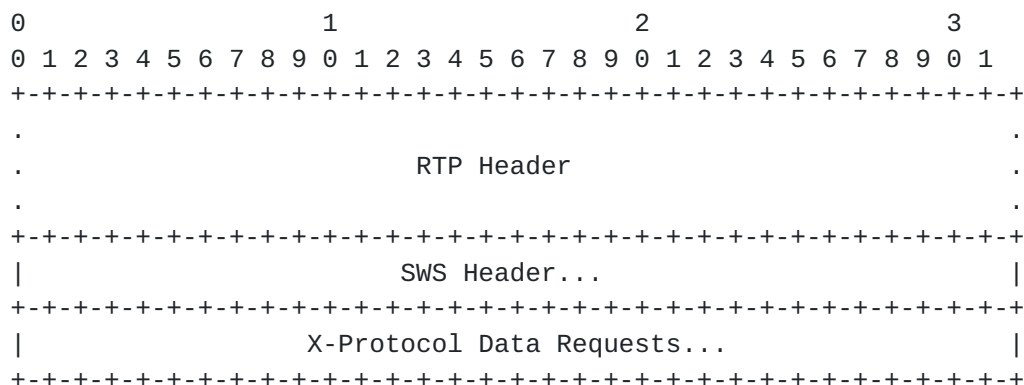 0                   1                   2                   3
0 1 2 3 4 5 6 7 8 9 0 1 2 3 4 5 6 7 8 9 0 1 2 3 4 5 6 7 8 9 0 1
+-+-+-+-+-+-+-+-+-+-+-+-+-+-+-+-+-+-+-+-+-+-+-+-+-+-+-+-+-+-+-+-+
.                                                               .
.                         RTP Header                            .
.                                                               .
+-+-+-+-+-+-+-+-+-+-+-+-+-+-+-+-+-+-+-+-+-+-+-+-+-+-+-+-+-+-+-+-+
|                        SWS Header...                          |
+-+-+-+-+-+-+-+-+-+-+-+-+-+-+-+-+-+-+-+-+-+-+-+-+-+-+-+-+-+-+-+-+
|                  X-Protocol Data Requests...                  |
+-+-+-+-+-+-+-+-+-+-+-+-+-+-+-+-+-+-+-+-+-+-+-+-+-+-+-+-+-+-+-+-+